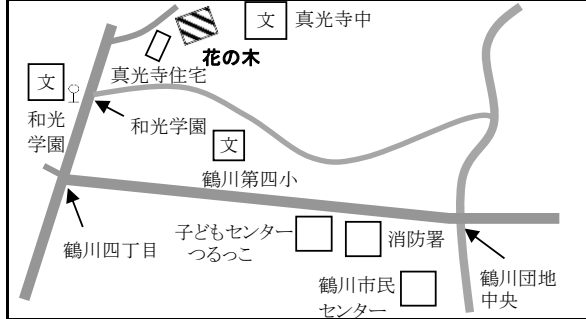 文
真光寺中
花の木
真光寺住宅
文
和光
学園
和光学園
文
鶴川第四小
鶴川四丁目
子どもセンター
つるっこ
消防署
鶴川市民
センター
鶴川団地
中央